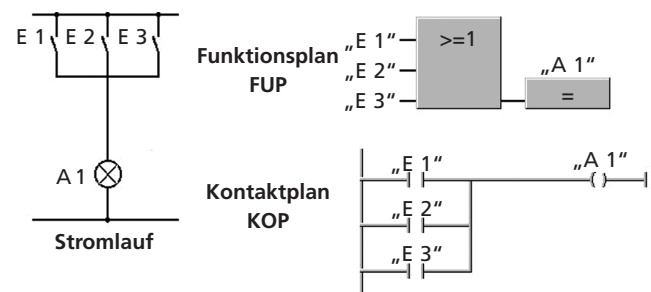 E 1 E 2 E 3
A 1
Stromlauf
Funktionsplan
FUP
„E 1“
„E 2“
„E 3“
>=1
„A 1“
=
Kontaktplan
KOP
„E 1“
„A 1“
( )
„E 2“
„E 3“